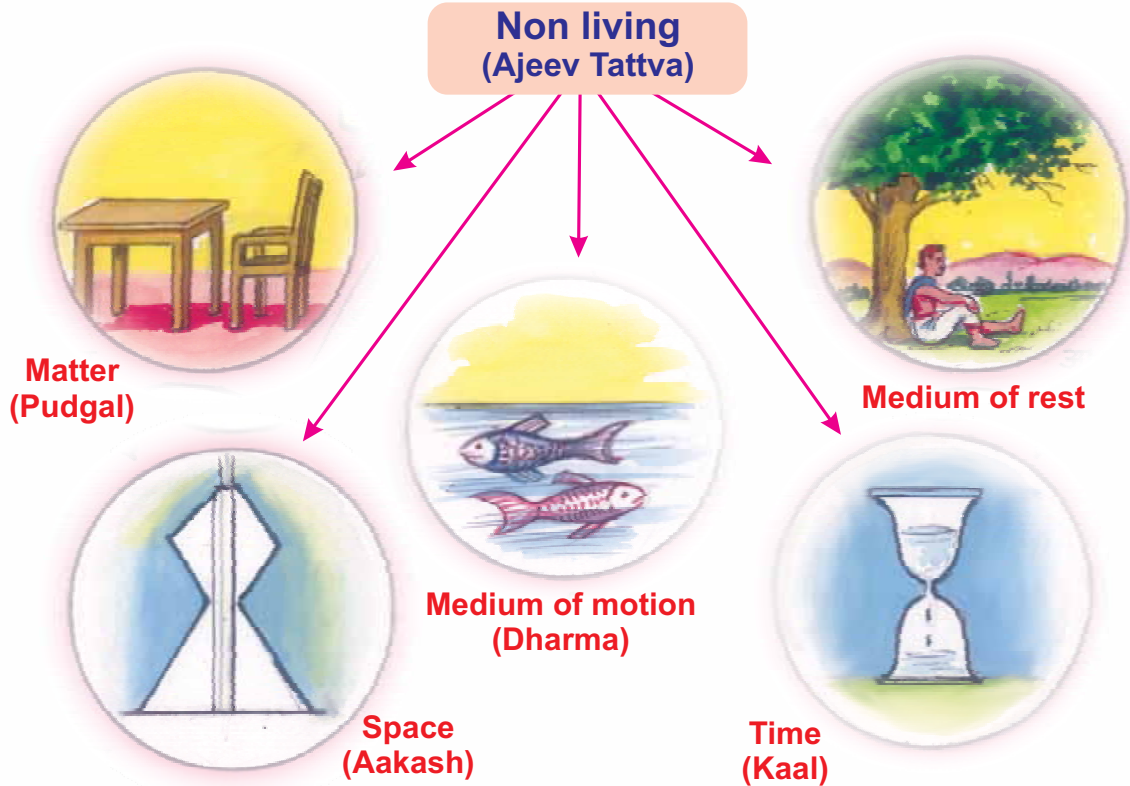 Non living
(Ajeev Tattva)
Matter
(Pudgal)
Medium of rest
Medium of motion
(Dharma)
Space
(Aakash)
Time
(Kaal)